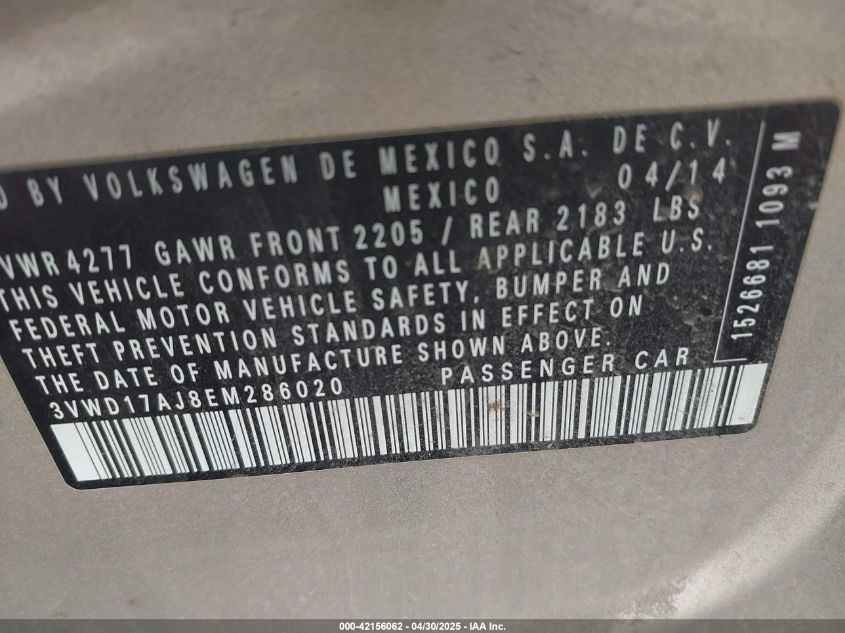 BY VOLKSWAGEN DE MEXICO S.A. DE C.V.
MEXICO 04/14
GAWR FRONT 2205 / REAR 2183 LBS
THIS VEHICLE CONFORMS TO ALL APPLICABLE U.S.
FEDERAL MOTOR VEHICLE SAFETY, BUMPER AND
THEFT PREVENTION STANDARDS IN EFFECT ON
THE DATE OF MANUFACTURE SHOWN ABOVE.
3VWD17AJ8EM286020 PASSENGER CAR
1526681 1093 M
000-42156062 - 04/30/2025 - IAA Inc.